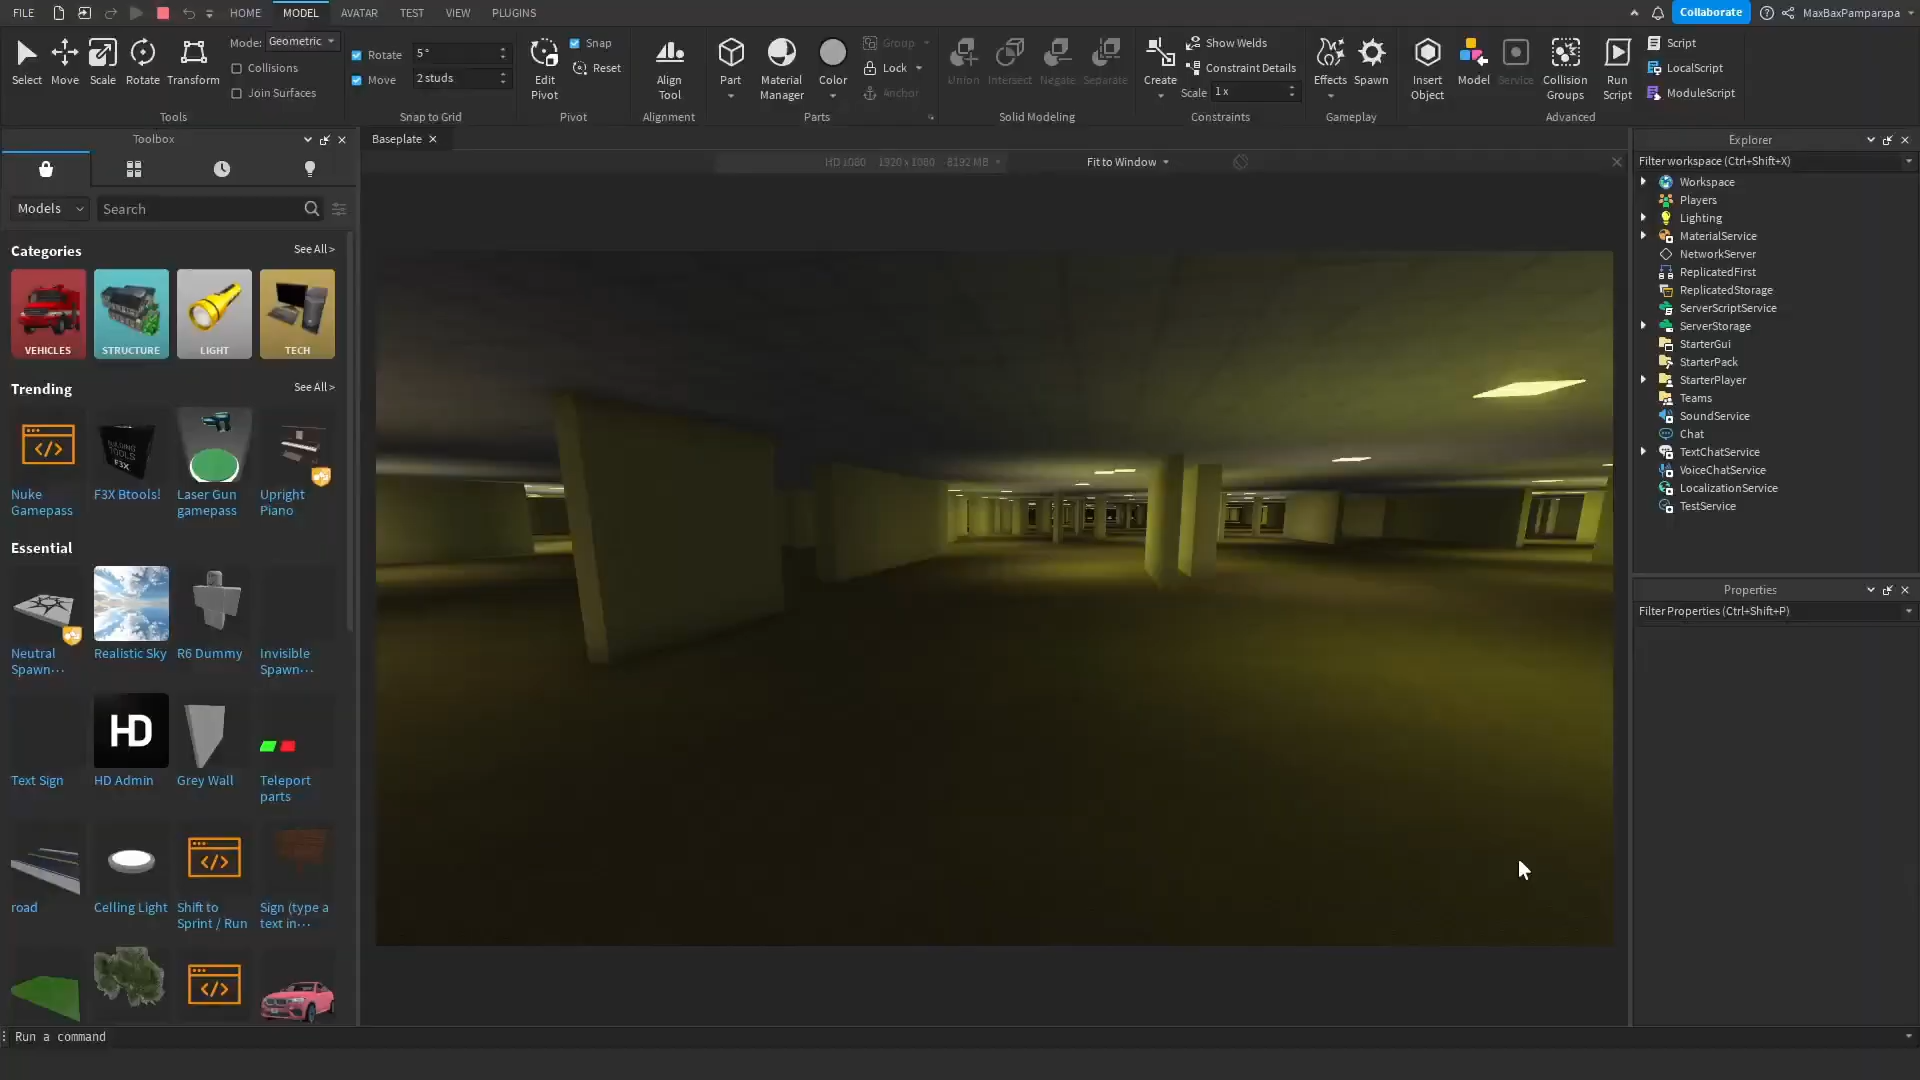 FILE
HOME
MODEL
AVATAR
TEST
VIEW
PLUGINS
Collaborate
MaxBaxPamparapa
Select
Move
Scale
Rotate
Transform
Mode: Geometric
Collisions
Join Surfaces
Tools
Rotate 5 °
Move 2 studs
Snap to Grid
Edit
Pivot
Snap
Reset
Pivot
Align
Tool
Alignment
Part
Material
Manager
Color
Group
Lock
Anchor
Parts
Union
Intersect
Negate
Separate
Solid Modeling
Create
Show Welds
Constraint Details
Scale 1 x
Constraints
Effects
Spawn
Gameplay
Insert
Object
Model
Service
Collision
Groups
Run
Script
Script
LocalScript
ModuleScript
Advanced
Toolbox
Models
Search
Categories
See All >
VEHICLES
STRUCTURE
LIGHT
TECH
Trending
See All >
Nuke
Gamepass
BUILDING
TOOLS
F3X
F3X Btools!
Laser Gun
gamepass
Upright
Piano
Essential
Neutral
Spawn···
Realistic Sky
R6 Dummy
Invisible
Spawn···
Text Sign
HD
HD Admin
Grey Wall
Teleport
parts
road
Celling Light
Shift to
Sprint / Run
Sign (type a
text in···
Run a command
Baseplate
HD 1080 1920 x 1080 8192 MB
Fit to Window
Explorer
Filter workspace (Ctrl+Shift+X)
Workspace
Players
Lighting
MaterialService
NetworkServer
ReplicatedFirst
ReplicatedStorage
ServerScriptService
ServerStorage
StarterGui
StarterPack
StarterPlayer
Teams
SoundService
Chat
TextChatService
VoiceChatService
LocalizationService
TestService
Properties
Filter Properties (Ctrl+Shift+P)